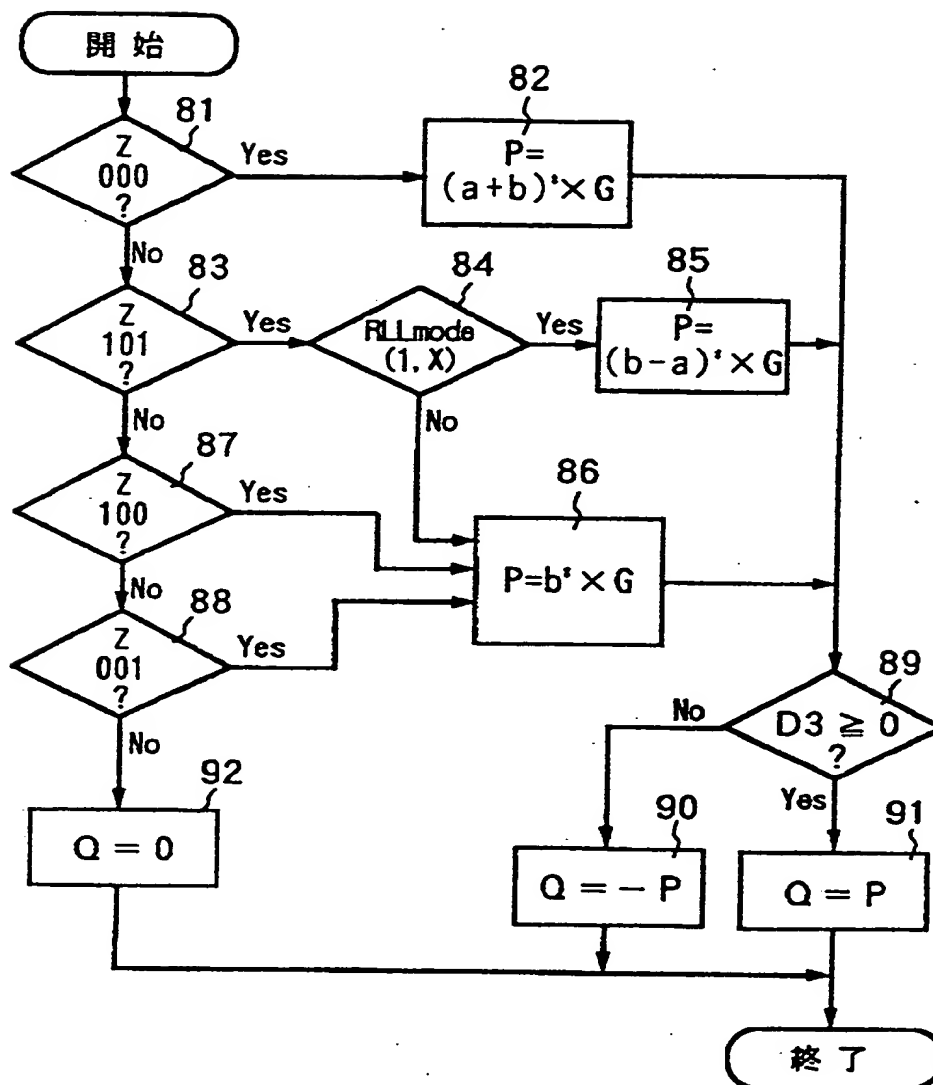 開始
81
Z
000
?
Yes
No
82
P=
(a+b)*×G
83
Z
101
?
Yes
No
84
RLLmode
(1, X)
Yes
No
85
P=
(b-a)*×G
87
Z
100
?
Yes
No
86
P=b*×G
88
Z
001
?
Yes
No
89
D3 ≧ 0
?
No
Yes
92
Q = 0
90
Q = - P
91
Q = P
終了